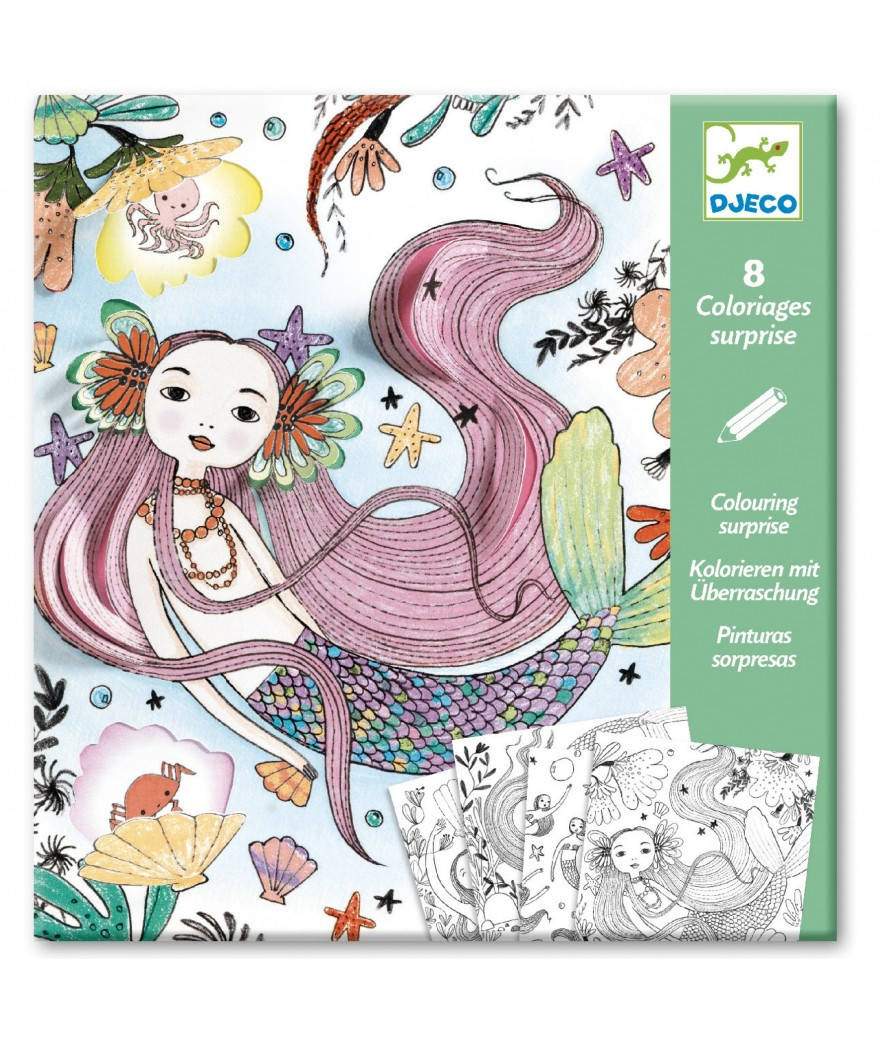 DJECO
8
Coloriages
surprise
Colouring
surprise
Kolorieren mit
Überraschung
Pinturas
sorpresas